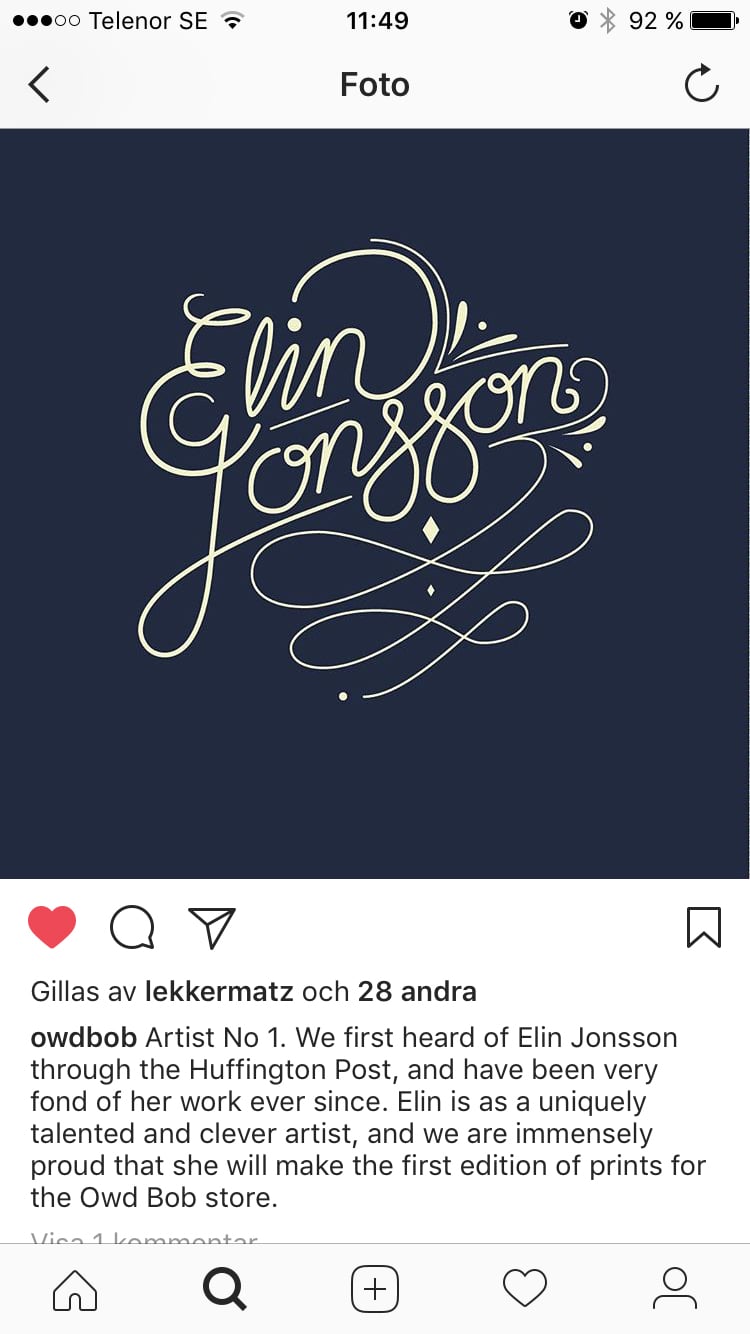 Telenor SE 11:49 92 %
Foto
Elin
Jonsson
Gillas av lekkermatz och 28 andra
owdbob Artist No 1. We first heard of Elin Jonsson
through the Huffington Post, and have been very
fond of her work ever since. Elin is as a uniquely
talented and clever artist, and we are immensely
proud that she will make the first edition of prints for
the Owd Bob store.
Visa 1 kommentar